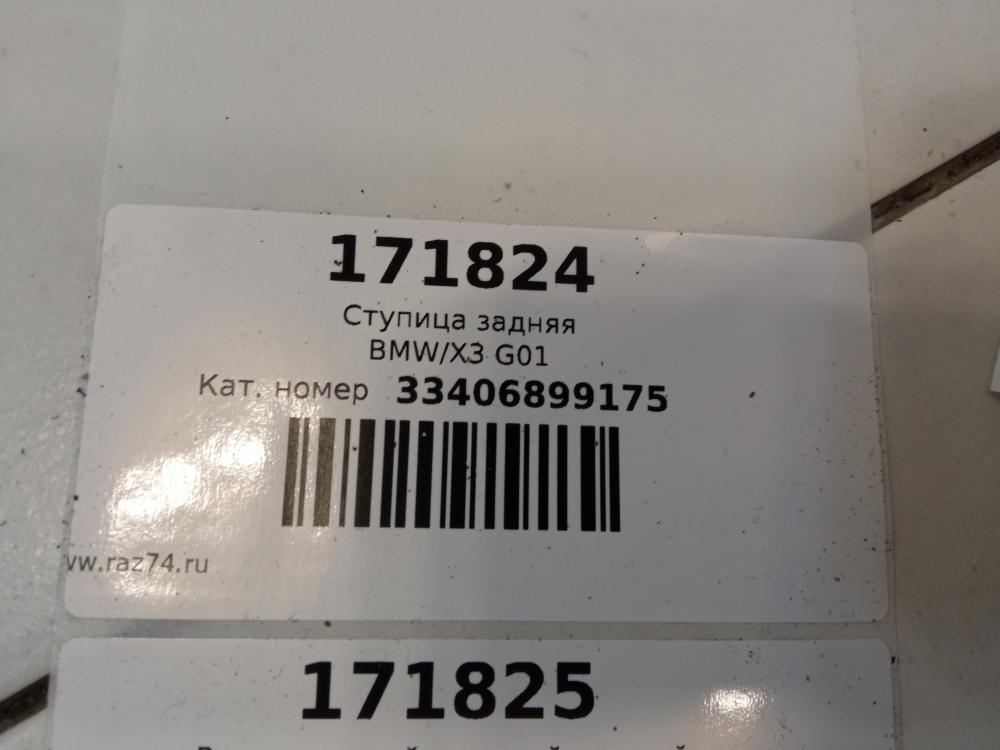 171824
Ступица задняя
BMW/X3 G01
Кат. номер 33406899175
vw.raz74.ru
171825